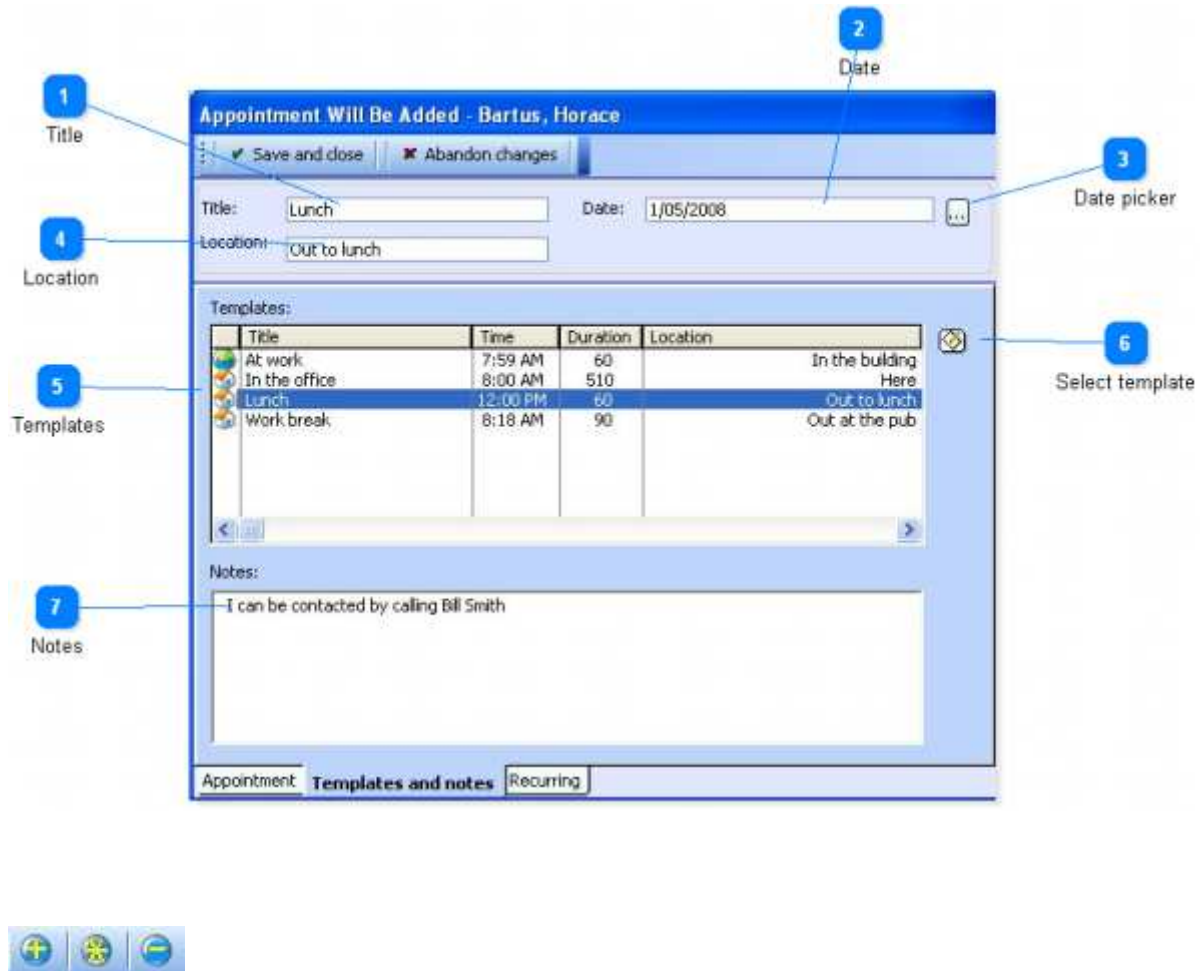 2
Date
1
Title
Appointment Will Be Added - Bartus, Horace
Save and close Abandon changes
3
Date picker
Title: Lunch Date: 1/05/2008 ...
4
Location
Location: Out to lunch
Templates:
Title Time Duration Location
At work 7:59 AM 60 In the building
In the office 8:00 AM 510 Here
Lunch 12:00 PM 60 Out to lunch
Work break 8:18 AM 90 Out at the pub
5
Templates
6
Select template
Notes:
I can be contacted by calling Bill Smith
7
Notes
Appointment Templates and notes Recurring